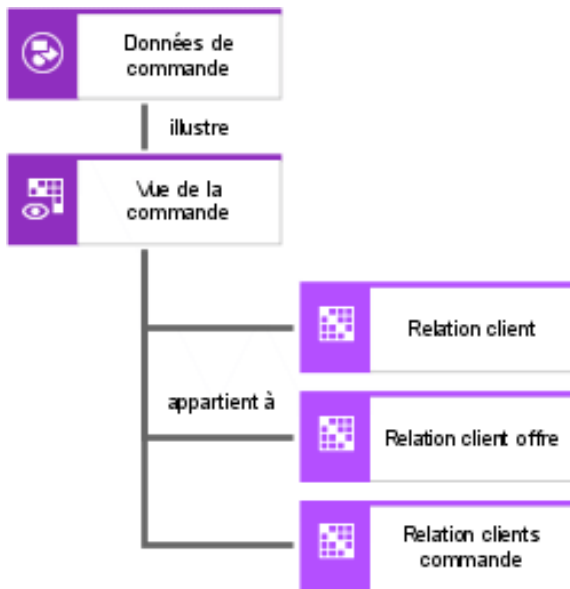 Données de
commande
illustre
Vue de la
commande
Relation client
appartient à
Relation client offre
Relation clients
commande